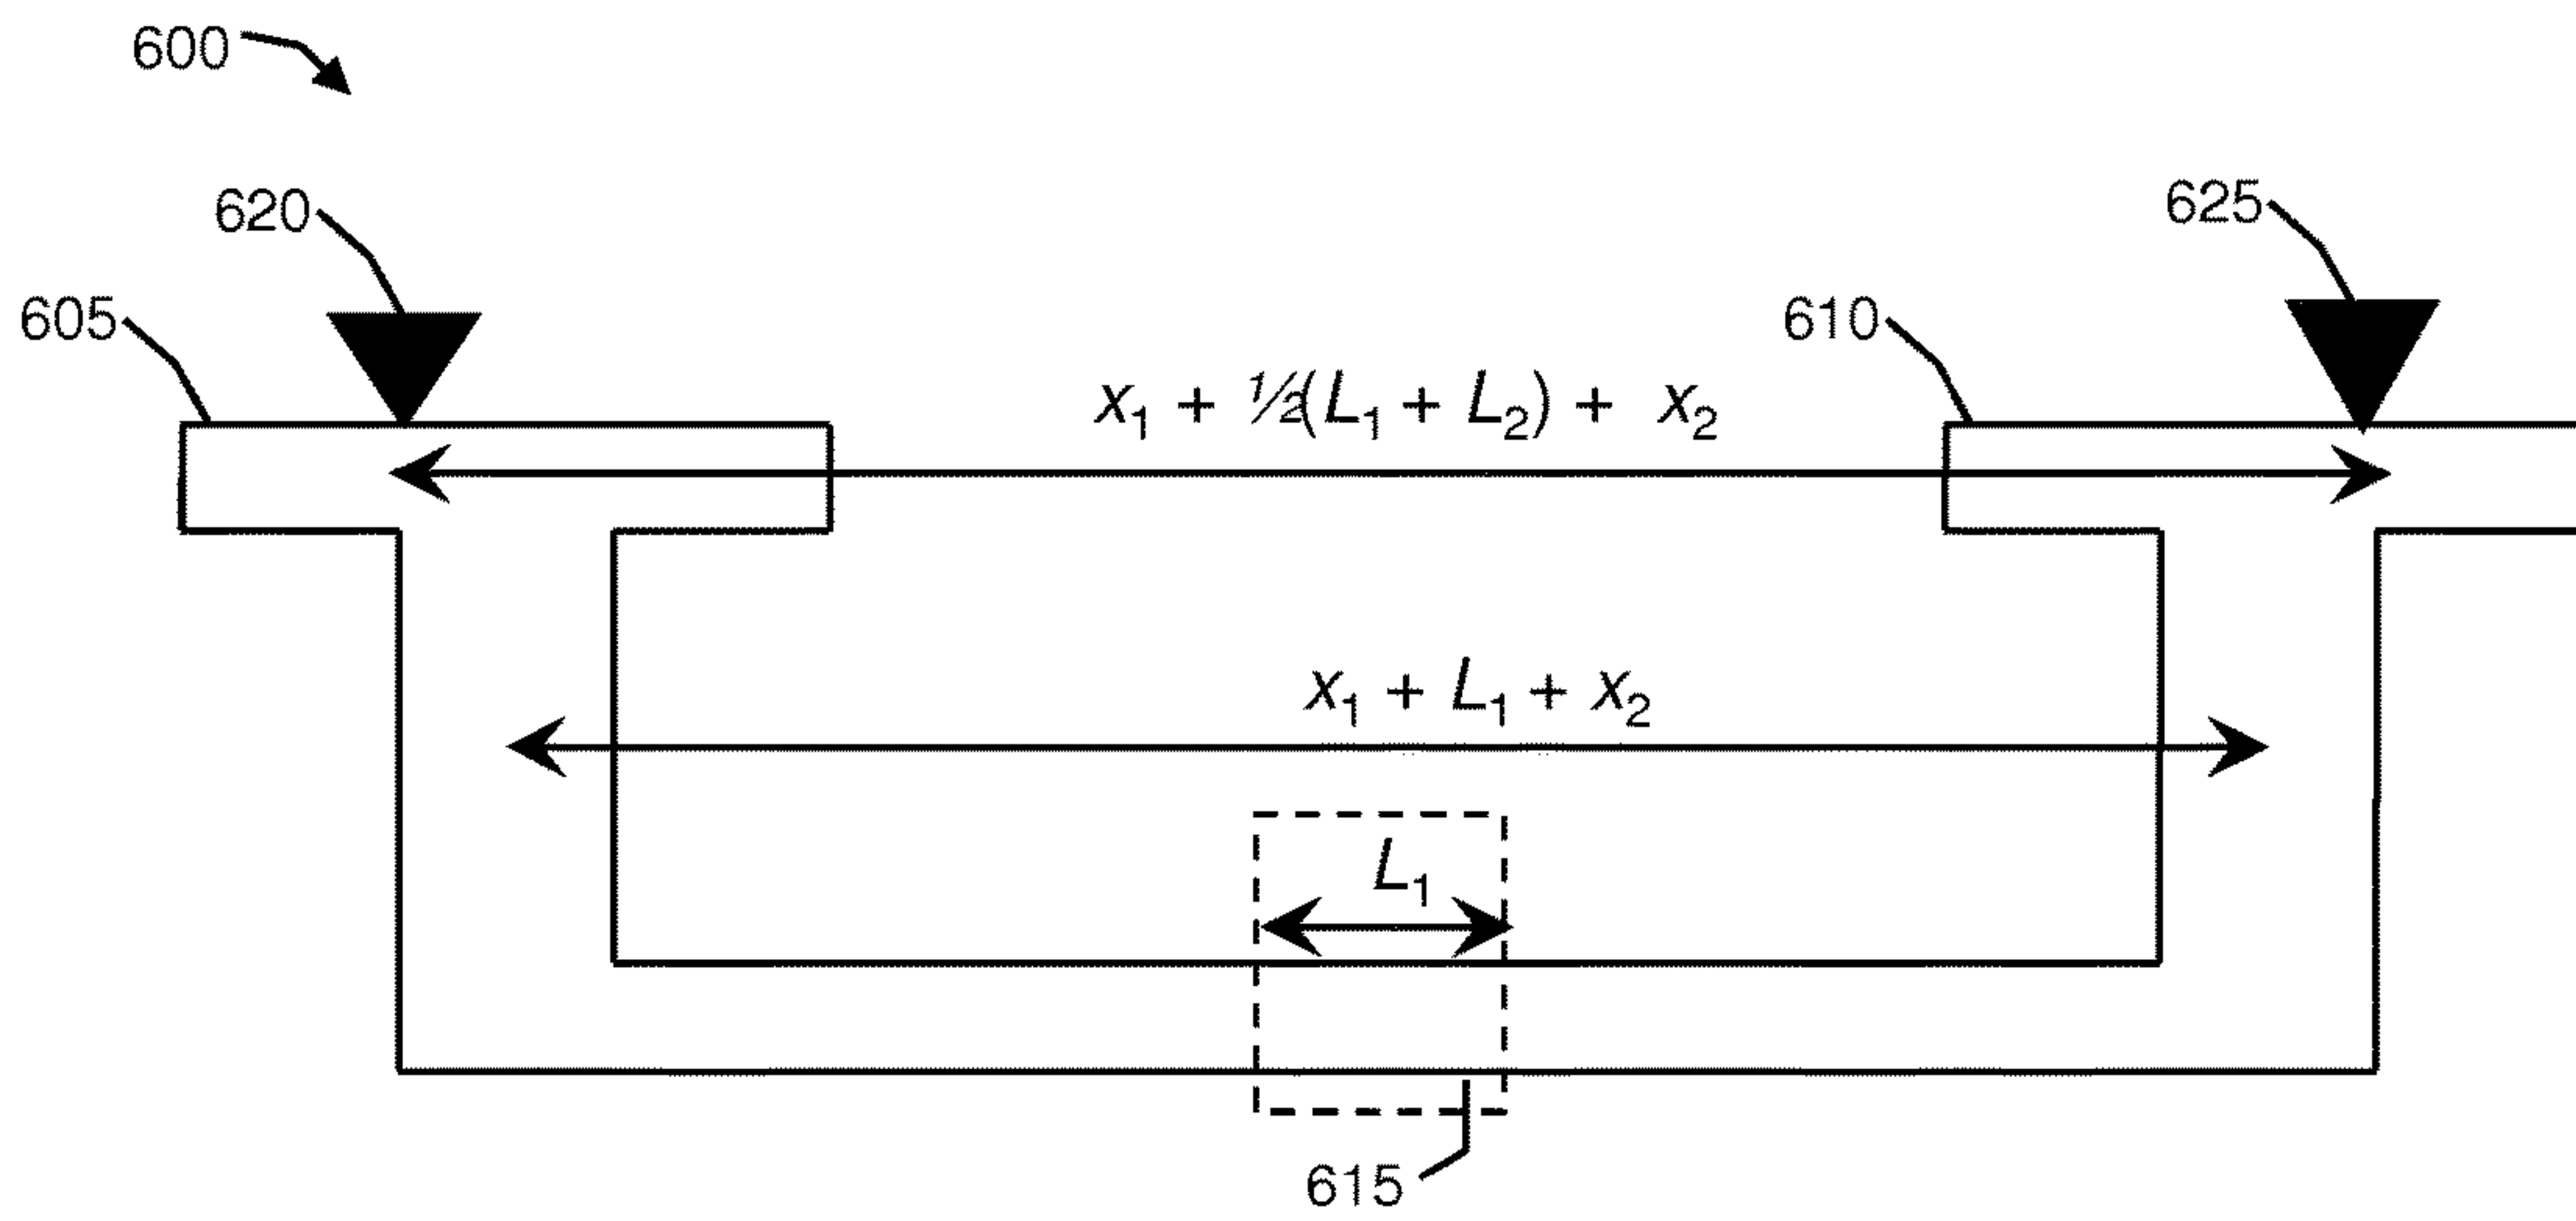 600
620
625
605
610
x₁ + ½(L₁ + L₂) + x₂
x₁ + L₁ + x₂
L₁
615